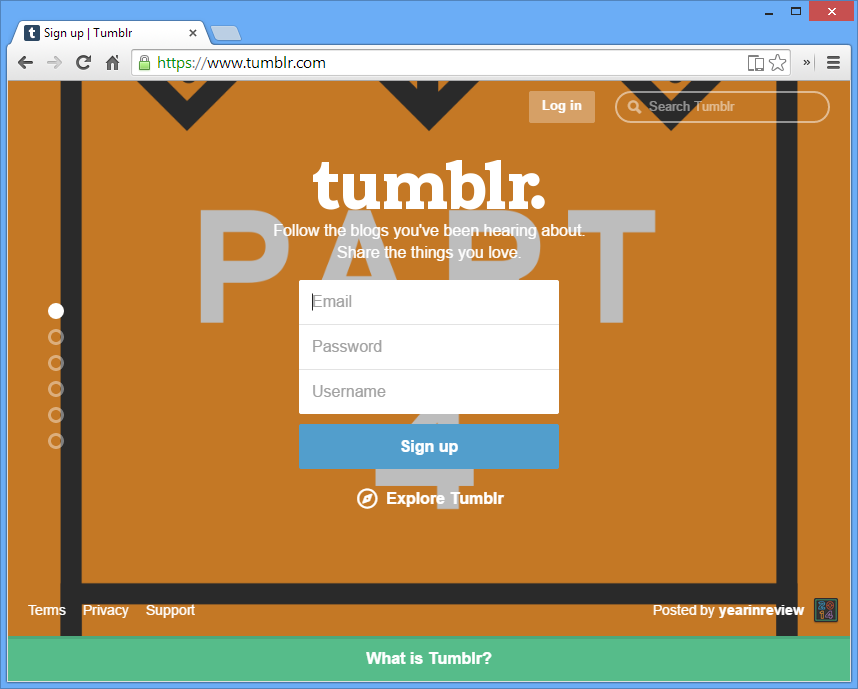 Sign up | Tumblr
https://www.tumblr.com
Log in
Search Tumblr
tumblr.
Follow the blogs you've been hearing about.
Share the things you love.
PART
4
Email
Password
Username
Sign up
Explore Tumblr
Terms Privacy Support
Posted by yearinreview
20
14
What is Tumblr?